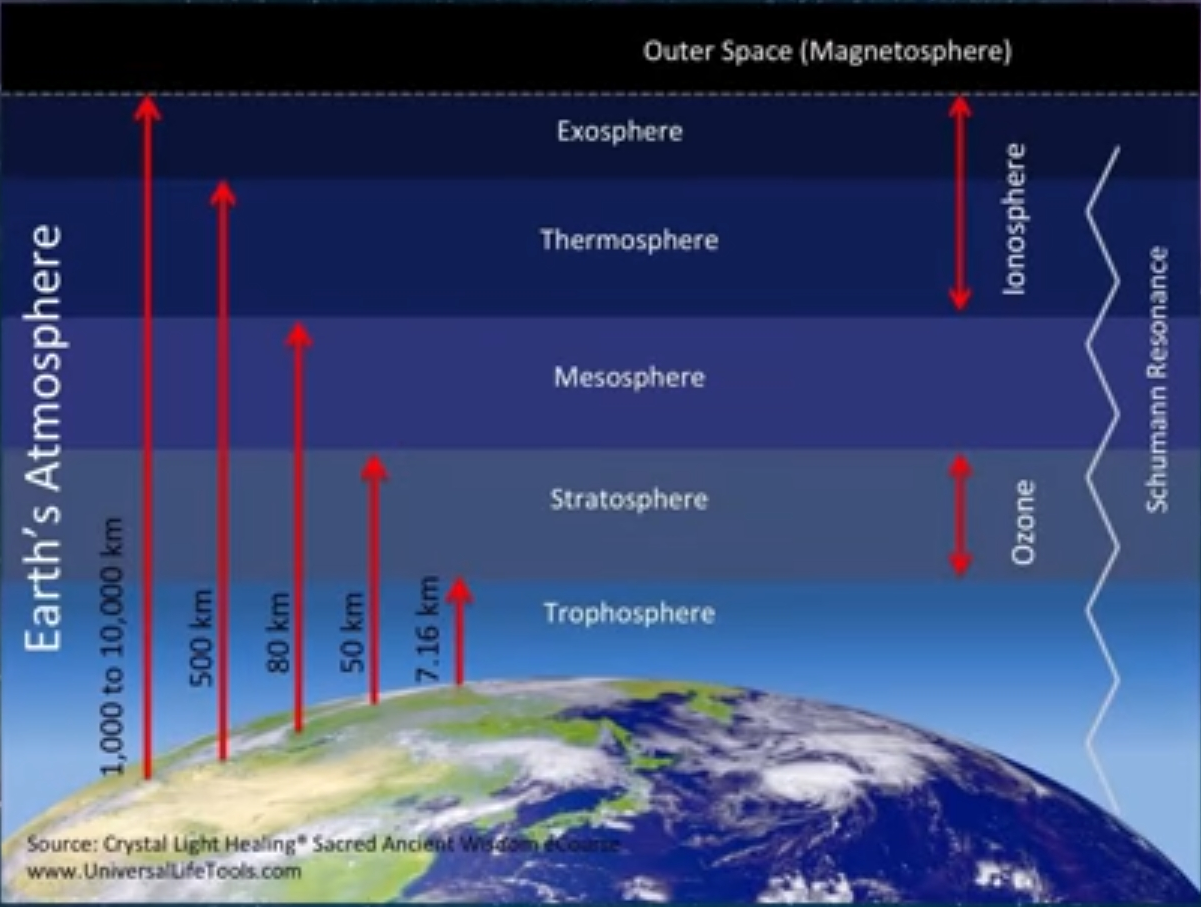 Outer Space (Magnetosphere)
Exosphere
Thermosphere
Mesosphere
Stratosphere
Trophosphere
Ionosphere
Ozone
Schumann Resonance
Earth's Atmosphere
1,000 to 10,000 km
500 km
80 km
50 km
7.16 km
Source: Crystal Light Healing® Sacred Ancient Wisdom eCourse
www.UniversalLifeTools.com